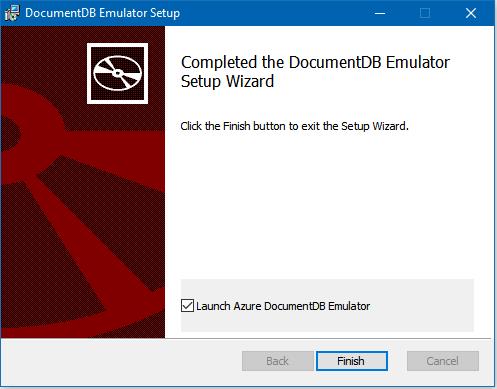 DocumentDB Emulator Setup
Completed the DocumentDB Emulator
Setup Wizard
Click the Finish button to exit the Setup Wizard.
Launch Azure DocumentDB Emulator
Back
Finish
Cancel